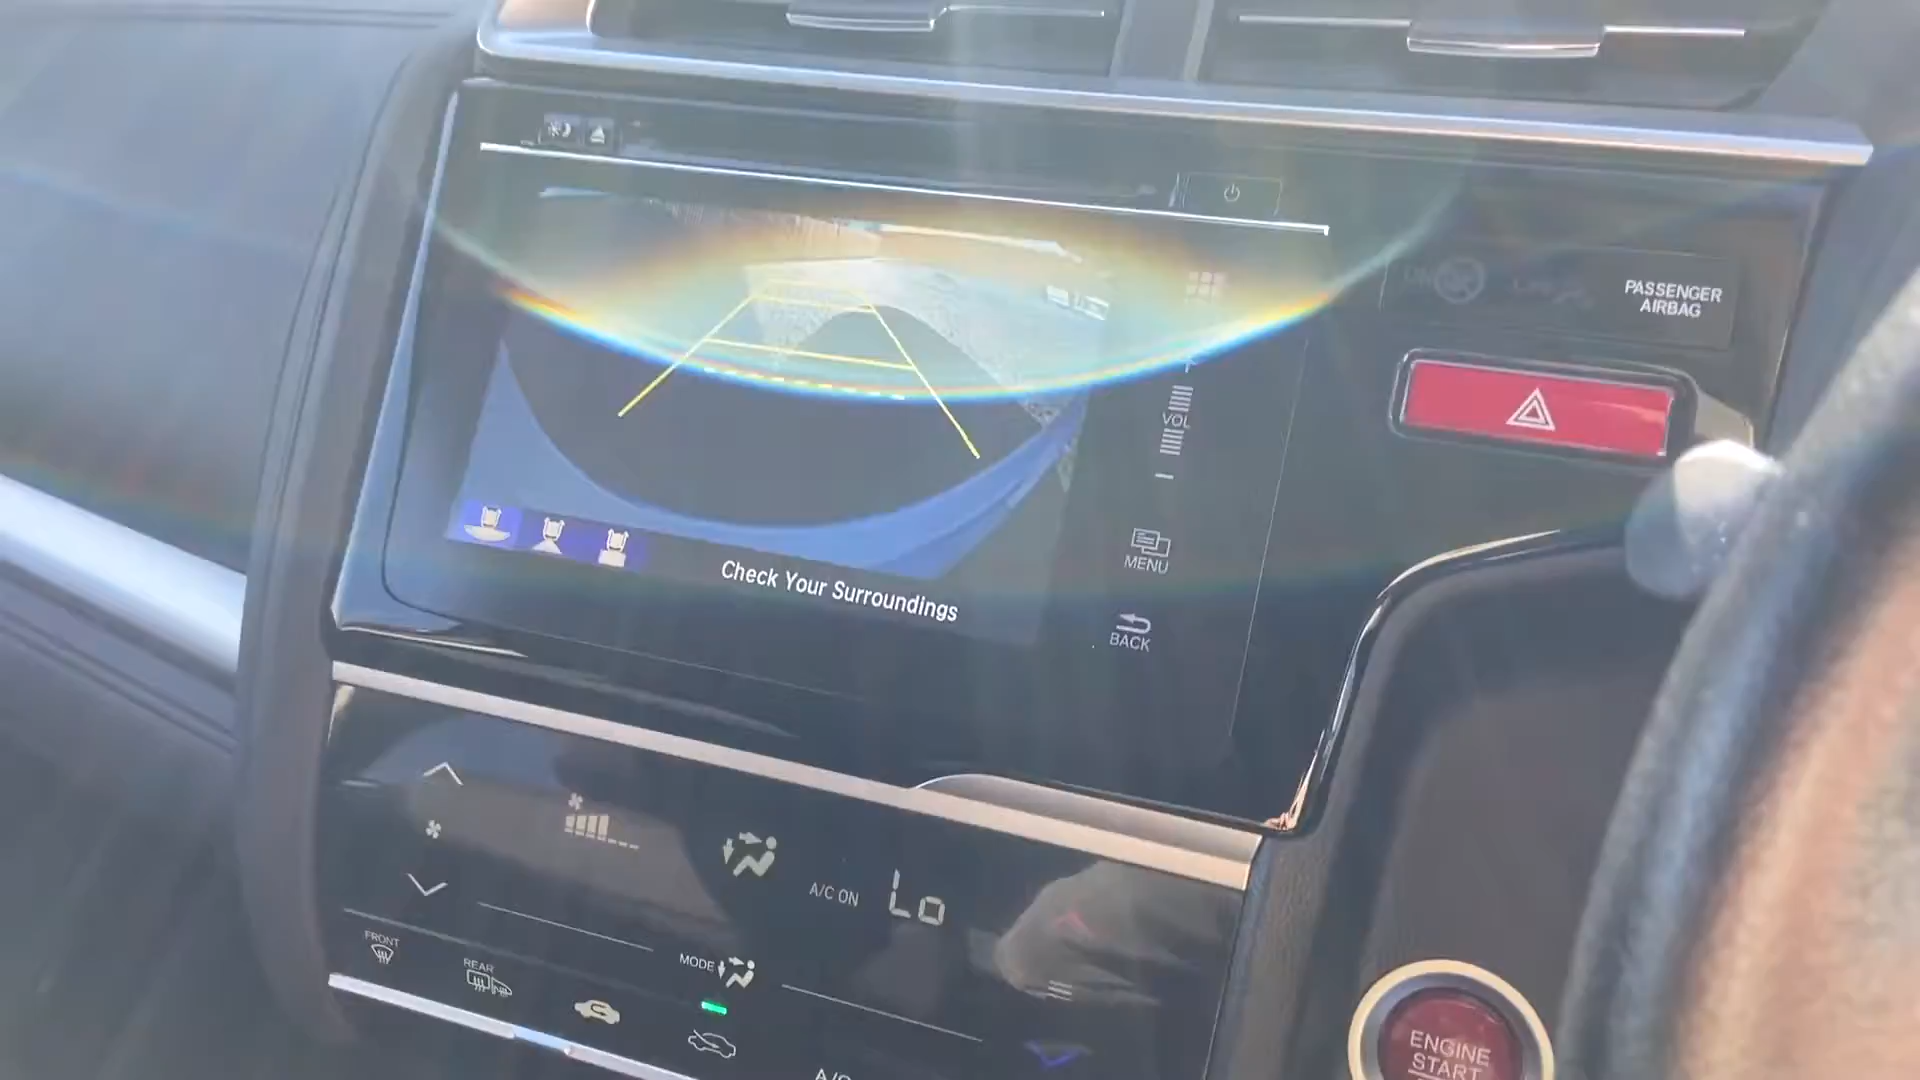 PASSENGER
AIRBAG
VOL
MENU
BACK
Check Your Surroundings
A/C ON
Lo
FRONT
REAR
MODE
ENGINE
START